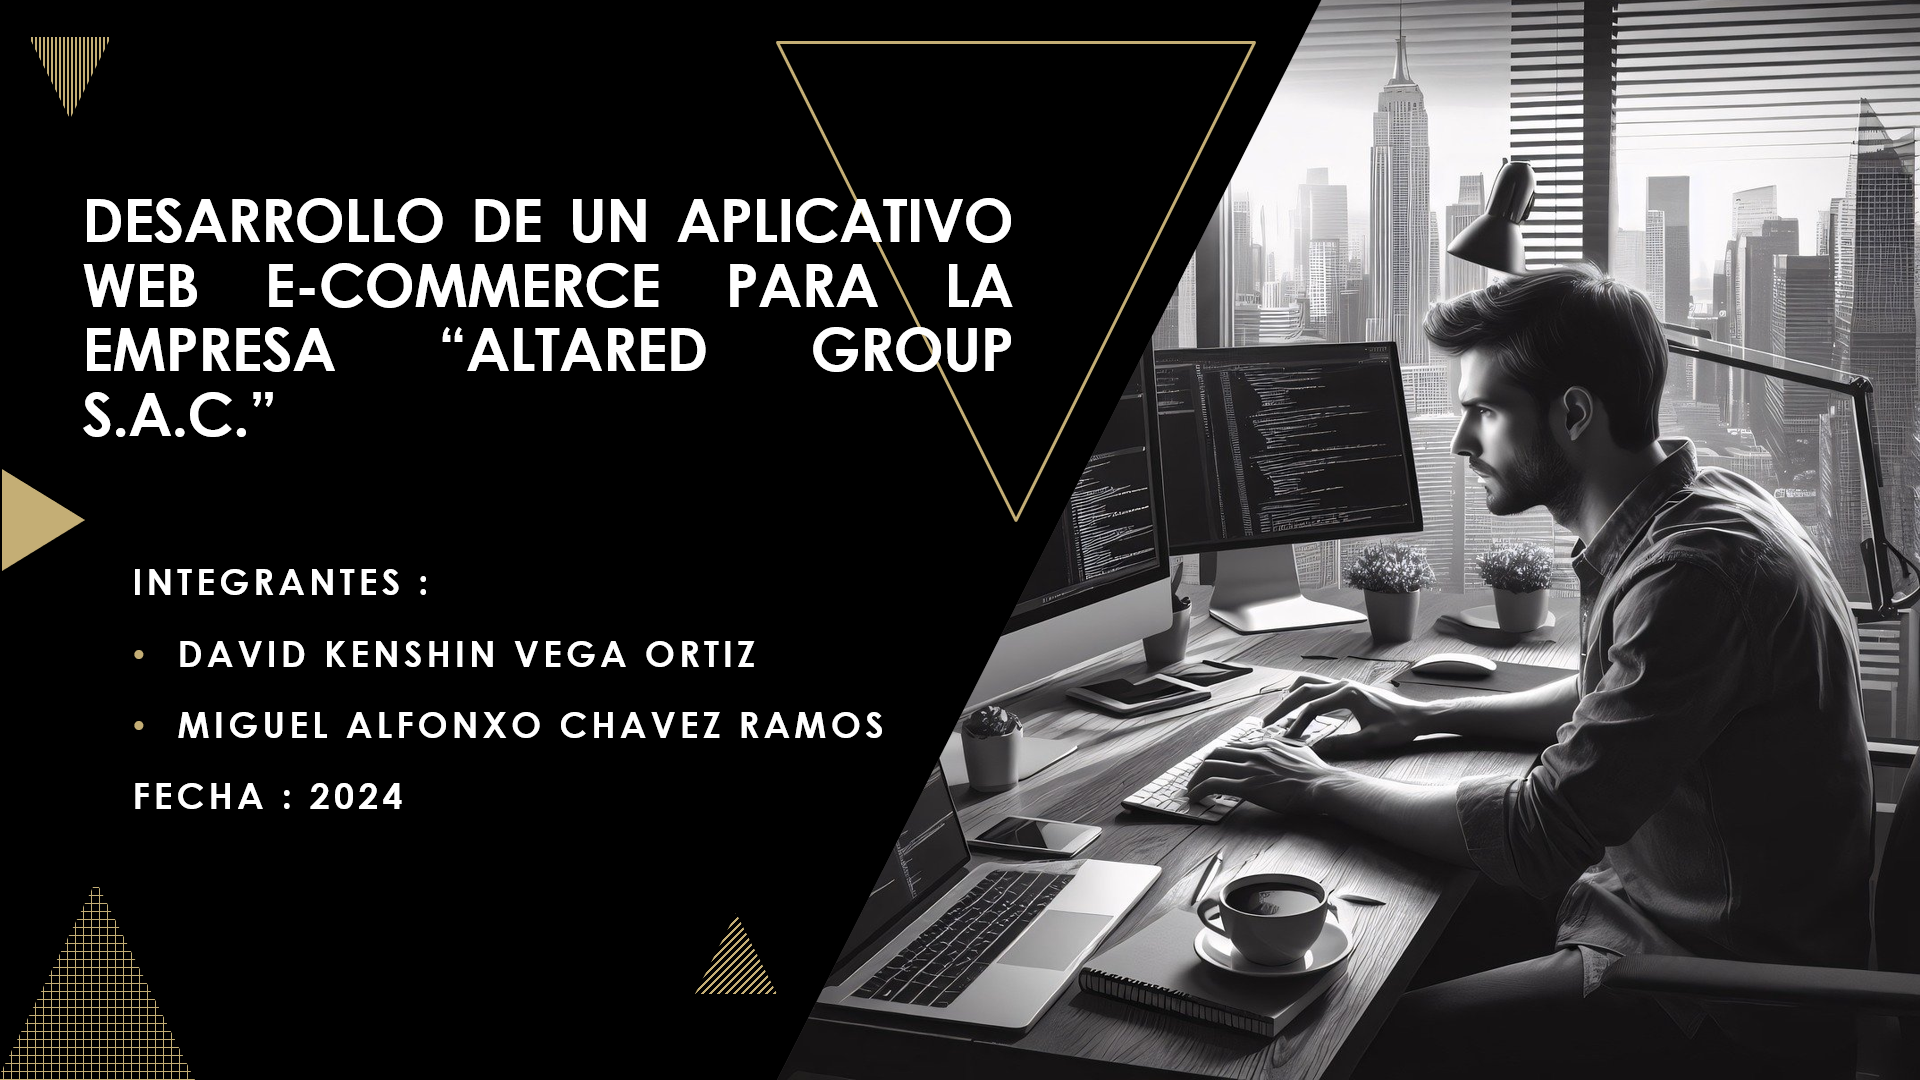 DESARROLLO DE UN APLICATIVO
WEB E-COMMERCE PARA LA
EMPRESA “ALTARED GROUP
S.A.C.”
INTEGRANTES :
• DAVID KENSHIN VEGA ORTIZ
• MIGUEL ALFONXO CHAVEZ RAMOS
FECHA : 2024